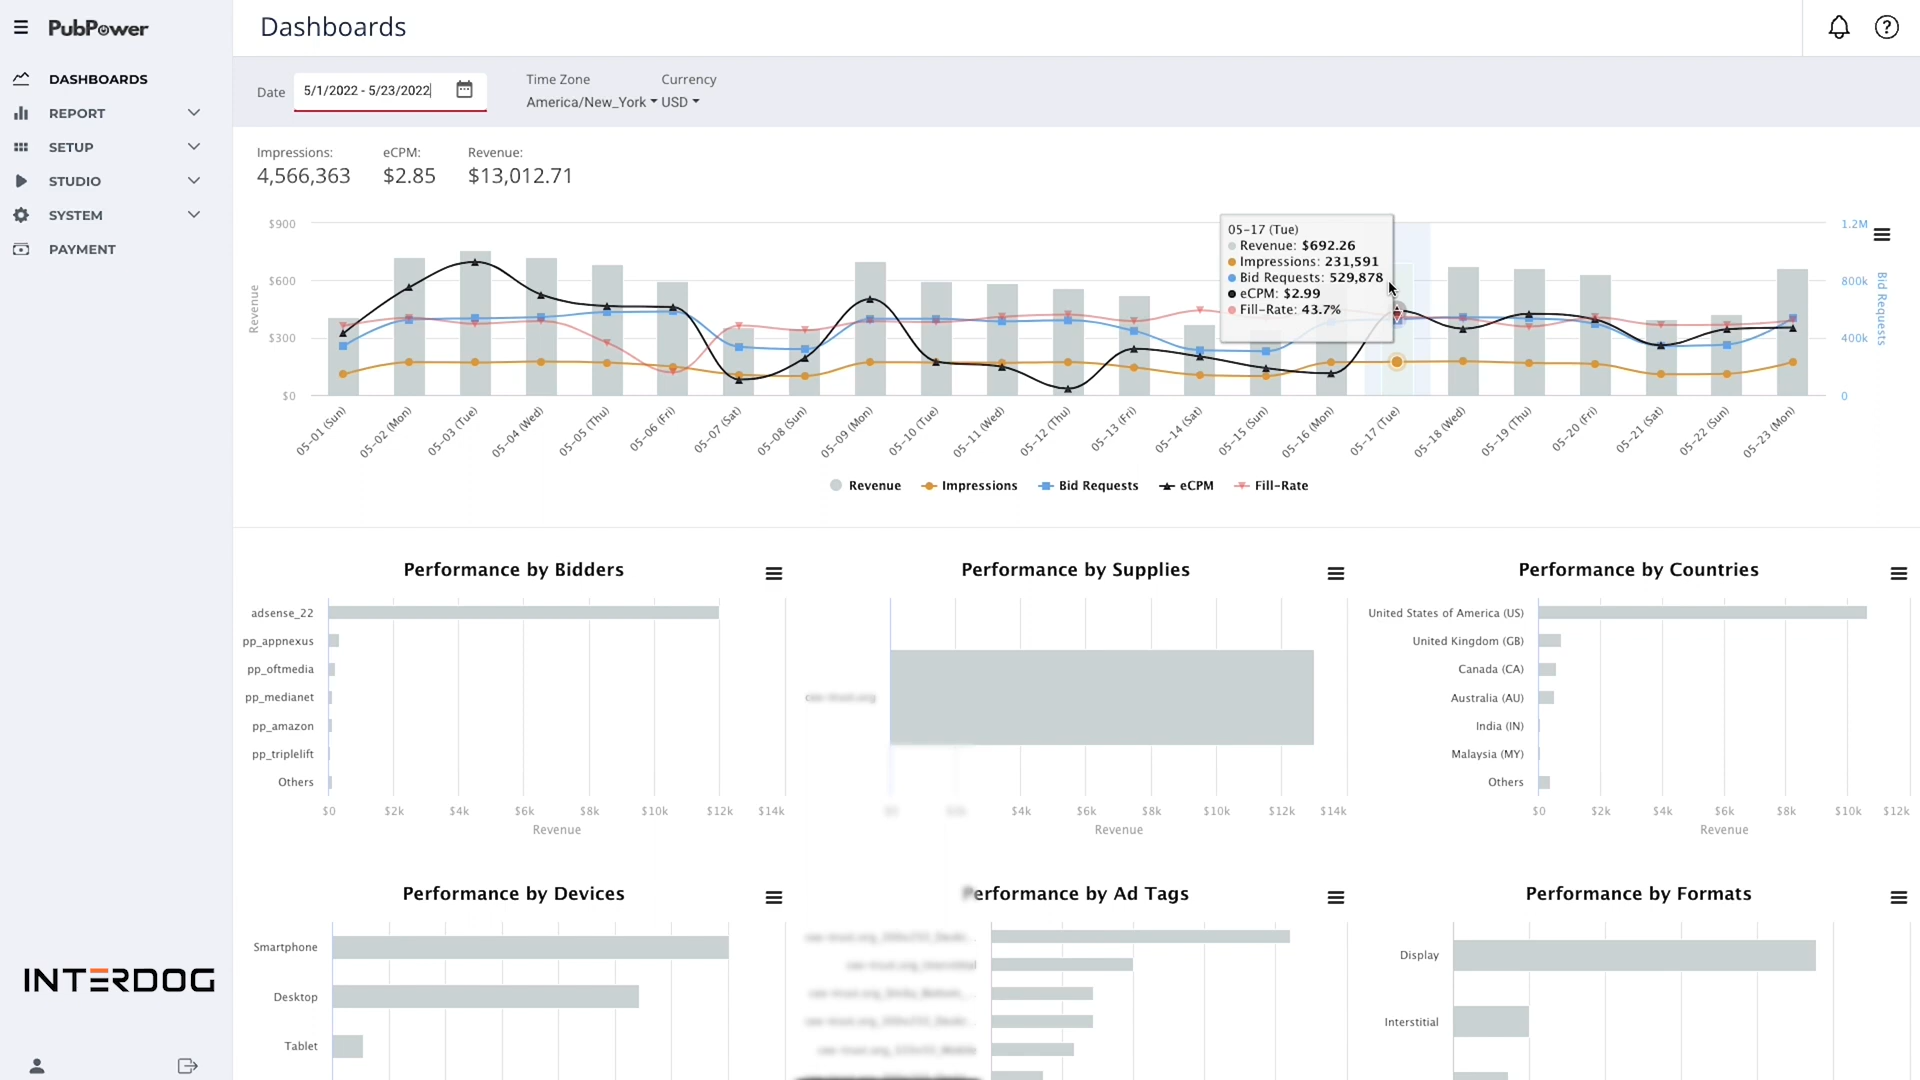 PubPower
Dashboards
DASHBOARDS
REPORT
SETUP
STUDIO
SYSTEM
PAYMENT
Date
5/1/2022 - 5/23/2022
Time Zone
America/New_York
Currency
USD
Impressions:
4,566,363
eCPM:
$2.85
Revenue:
$13,012.71
$900
$600
$300
$0
Revenue
1.2M
800k
400k
0
Bid Requests
05-17 (Tue)
Revenue: $692.26
Impressions: 231,591
Bid Requests: 529,878
eCPM: $2.99
Fill-Rate: 43.7%
05-01 (Sun)
05-02 (Mon)
05-03 (Tue)
05-04 (Wed)
05-05 (Thu)
05-06 (Fri)
05-07 (Sat)
05-08 (Sun)
05-09 (Mon)
05-10 (Tue)
05-11 (Wed)
05-12 (Thu)
05-13 (Fri)
05-14 (Sat)
05-15 (Sun)
05-16 (Mon)
05-17 (Tue)
05-18 (Wed)
05-19 (Thu)
05-20 (Fri)
05-21 (Sat)
05-22 (Sun)
05-23 (Mon)
Revenue Impressions Bid Requests eCPM Fill-Rate
Performance by Bidders
adsense_22
pp_appnexus
pp_oftmedia
pp_medianet
pp_amazon
pp_triplelift
Others
$0 $2k $4k $6k $8k $10k $12k $14k
Revenue
Performance by Supplies
$4k $6k $8k $10k $12k $14k
Revenue
Performance by Countries
United States of America (US)
United Kingdom (GB)
Canada (CA)
Australia (AU)
India (IN)
Malaysia (MY)
Others
$0 $2k $4k $6k $8k $10k $12k
Revenue
Performance by Devices
Smartphone
Desktop
Tablet
Performance by Ad Tags
Performance by Formats
Display
Interstitial
INTERDOG